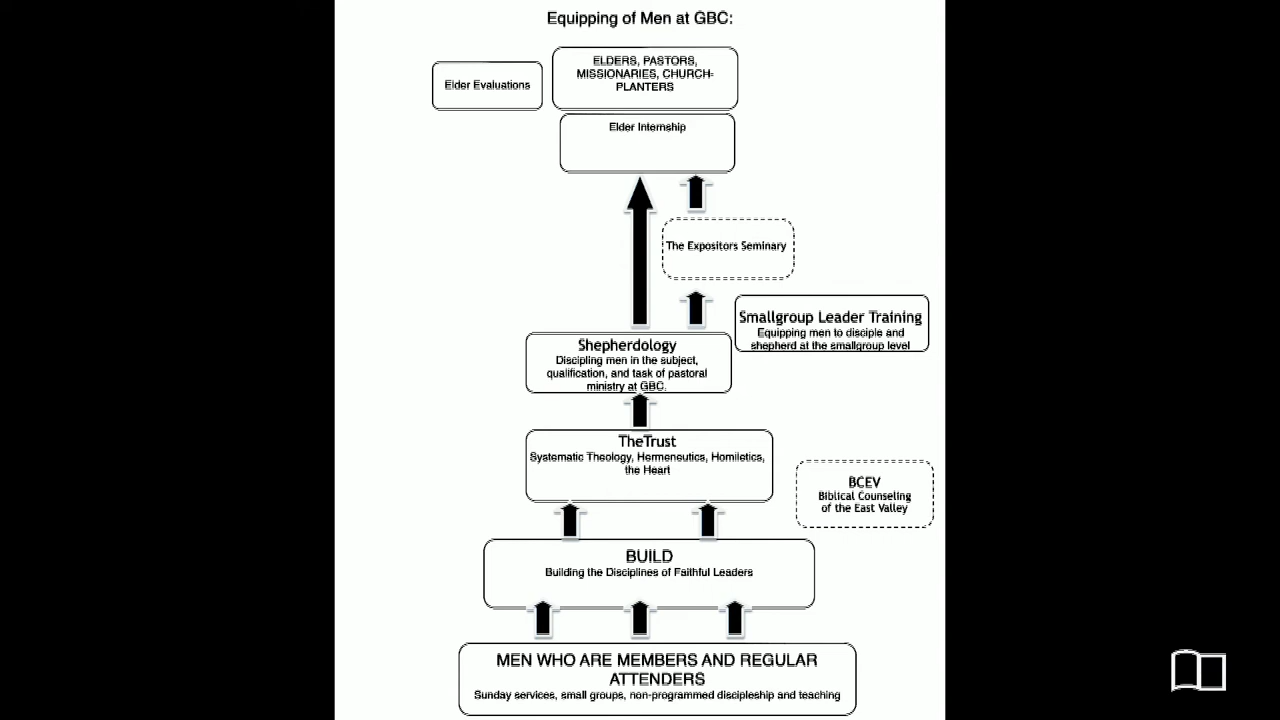 Equipping of Men at GBC:
Elder Evaluations
ELDERS, PASTORS,
MISSIONARIES, CHURCH-
PLANTERS
Elder Internship
The Expositors Seminary
Smallgroup Leader Training
Equipping men to disciple and
shepherd at the smallgroup level
Shepherdology
Discipling men in the subject,
qualification, and task of pastoral
ministry at GBC.
TheTrust
Systematic Theology, Hermeneutics, Homiletics,
the Heart
BCEV
Biblical Counseling
of the East Valley
BUILD
Building the Disciplines of Faithful Leaders
MEN WHO ARE MEMBERS AND REGULAR
ATTENDERS
Sunday services, small groups, non-programmed discipleship and teaching